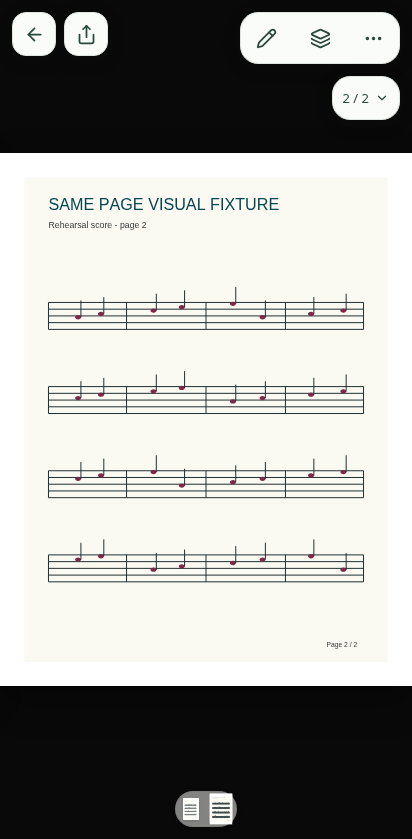 2 / 2
SAME PAGE VISUAL FIXTURE
Rehearsal score - page 2
Page 2 / 2